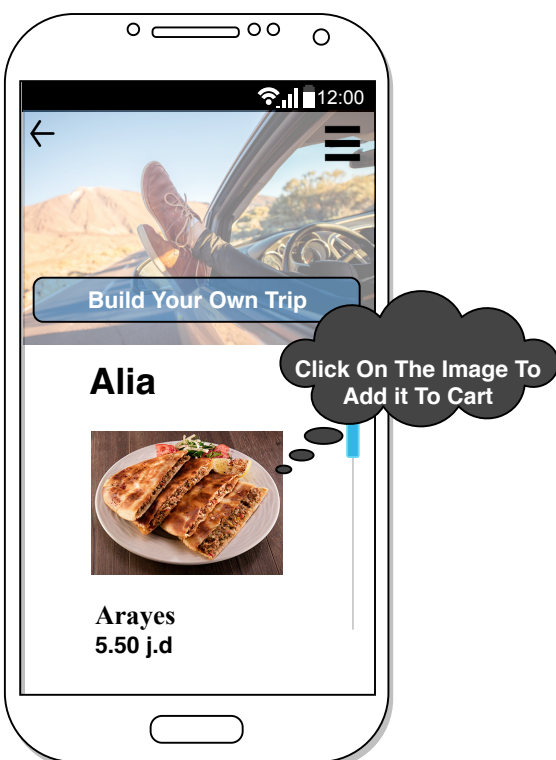 12:00
Build Your Own Trip
Click On The Image To
Add it To Cart
Alia
Arayes
5.50 j.d